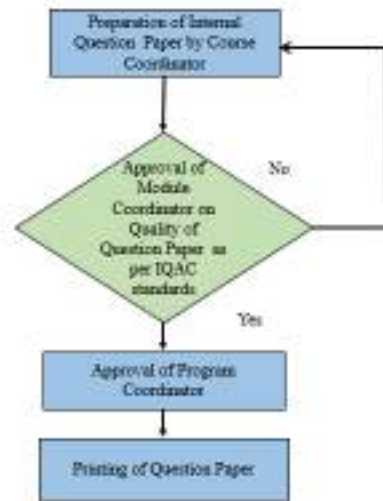 Preparation of Internal
Question Paper by Course
Coordinator
No
Approval of
Module
Coordinator on
Quality of
Question Paper as
per IQAC
standards
Yes
Approval of Program
Coordinator
Printing of Question Paper